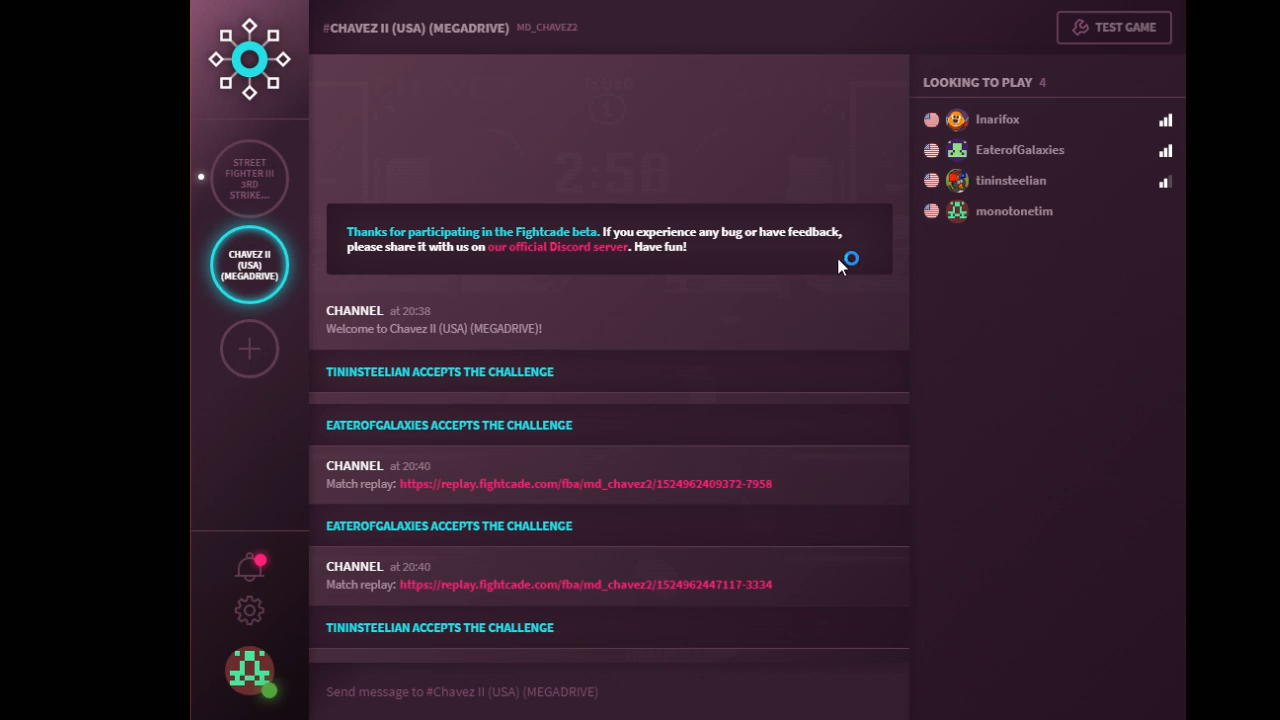 #CHAVEZ II (USA) (MEGADRIVE) MD_CHAVEZ2
TEST GAME
STREET
FIGHTER III
3RD
STRIKE...
CHAVEZ II
(USA)
(MEGADRIVE)
2:58
Thanks for participating in the Fightcade beta. If you experience any bug or have feedback,
please share it with us on our official Discord server. Have fun!
CHANNEL at 20:38
Welcome to Chavez II (USA) (MEGADRIVE)!
TININSTEELIAN ACCEPTS THE CHALLENGE
EATEROFGALAXIES ACCEPTS THE CHALLENGE
CHANNEL at 20:40
Match replay: https://replay.fightcade.com/fba/md_chavez2/1524962409372-7958
EATEROFGALAXIES ACCEPTS THE CHALLENGE
CHANNEL at 20:40
Match replay: https://replay.fightcade.com/fba/md_chavez2/1524962447117-3334
TININSTEELIAN ACCEPTS THE CHALLENGE
Send message to #Chavez II (USA) (MEGADRIVE)
LOOKING TO PLAY 4
Inarifox
EaterofGalaxies
tininsteelian
monotonetim